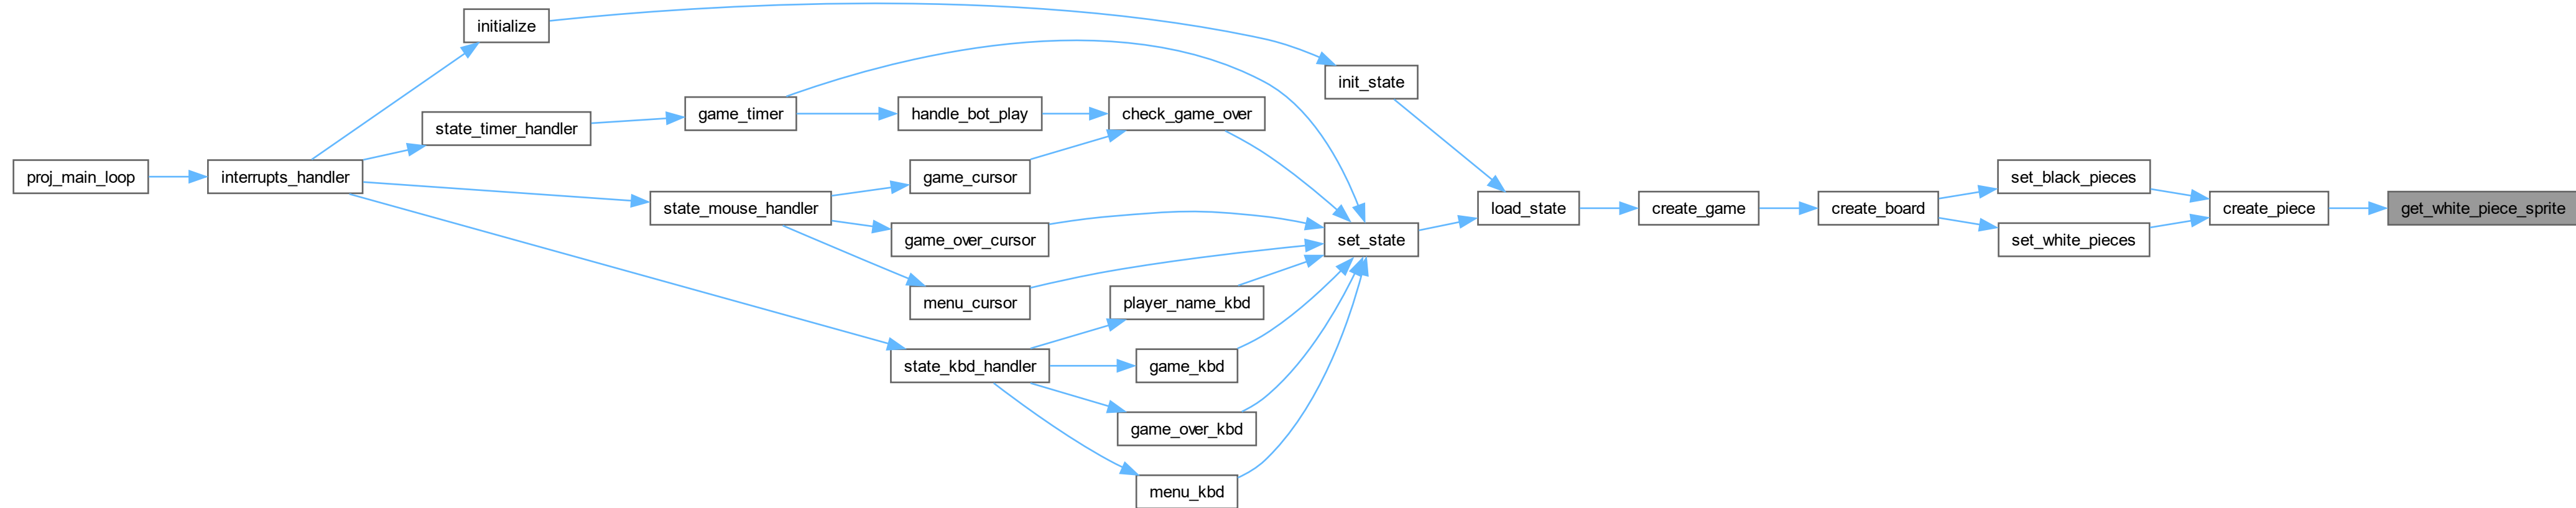 initialize
init_state
game_timer
handle_bot_play
check_game_over
state_timer_handler
proj_main_loop
interrupts_handler
game_cursor
set_black_pieces
state_mouse_handler
load_state
create_game
create_board
create_piece
get_white_piece_sprite
game_over_cursor
set_state
set_white_pieces
menu_cursor
player_name_kbd
state_kbd_handler
game_kbd
game_over_kbd
menu_kbd